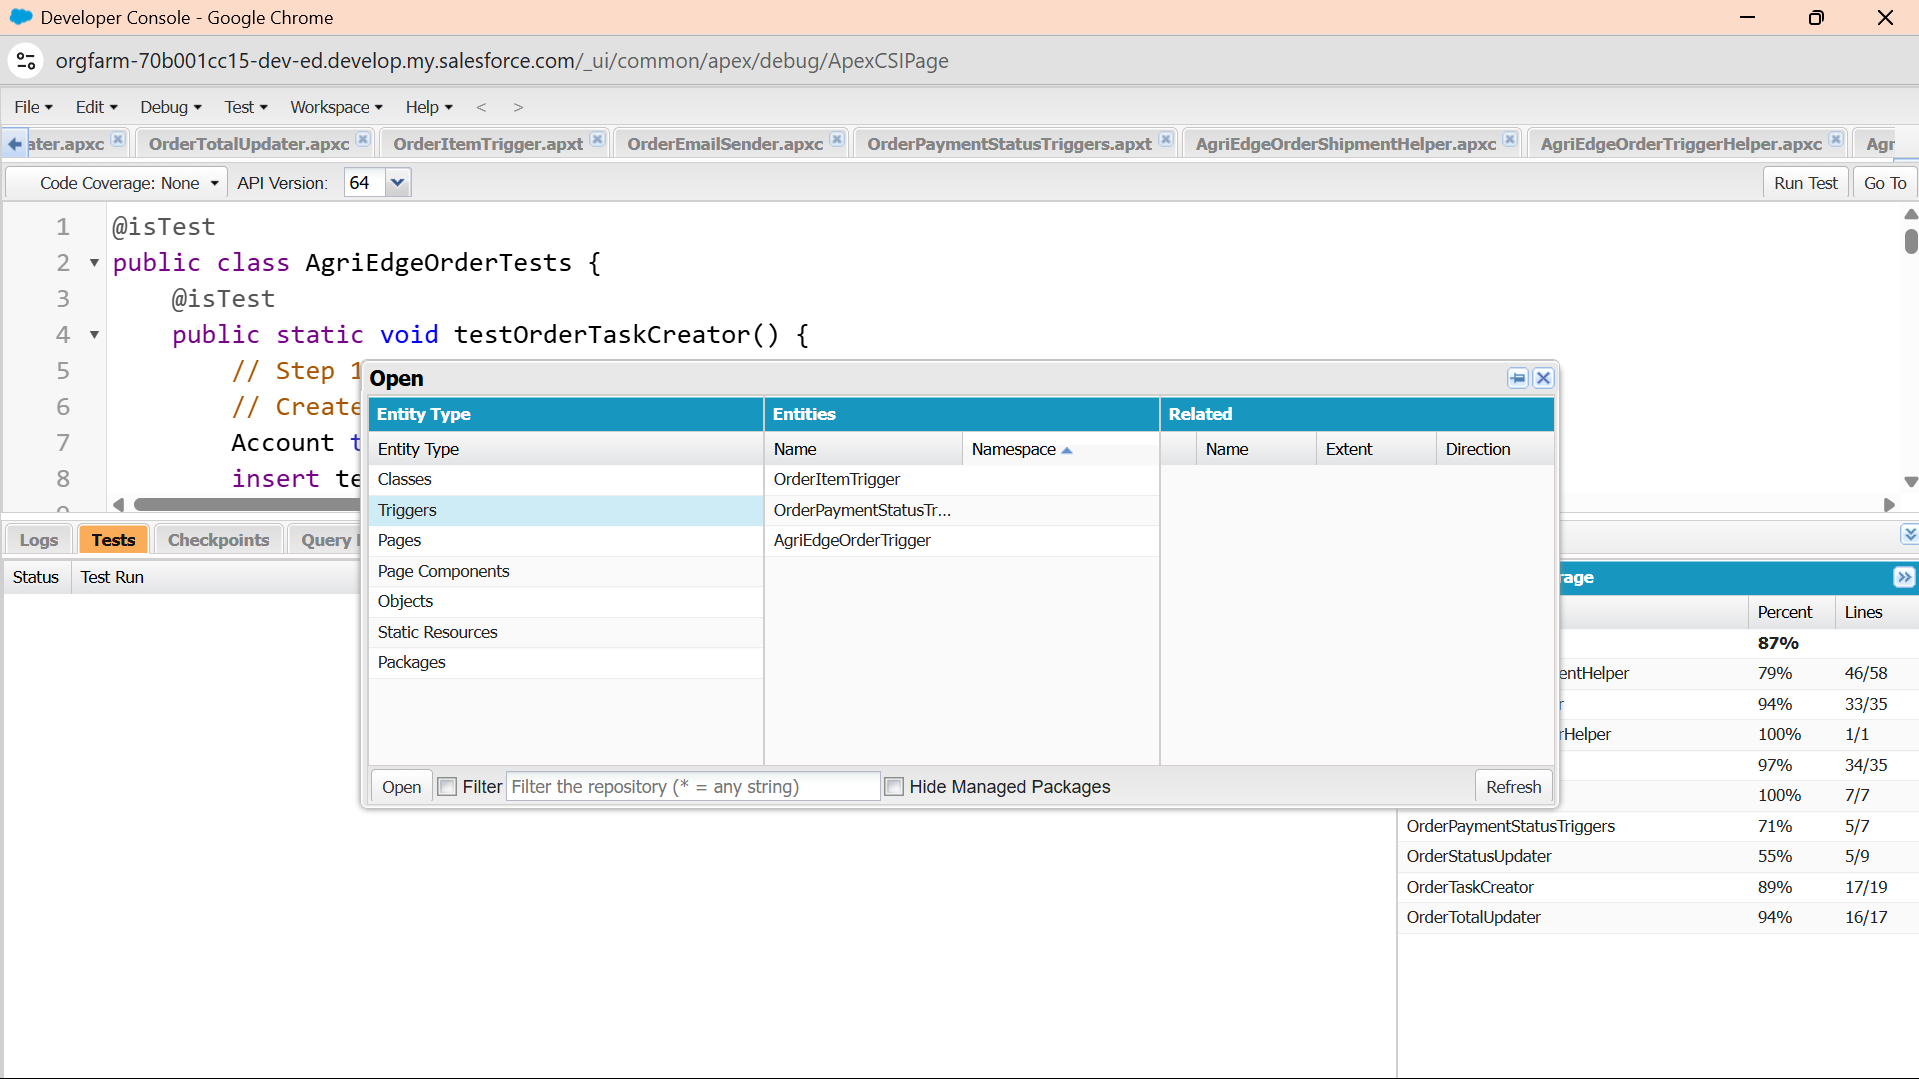 Developer Console - Google Chrome
orgfarm-70b001cc15-dev-ed.develop.my.salesforce.com/_ui/common/apex/debug/ApexCSIPage
File Edit Debug Test Workspace Help < >
ater.apxc OrderTotalUpdater.apxc OrderItemTrigger.apxt OrderEmailSender.apxc OrderPaymentStatusTriggers.apxt AgriEdgeOrderShipmentHelper.apxc AgriEdgeOrderTriggerHelper.apxc Agr
Code Coverage: None API Version: 64 Run Test Go To
1 @isTest
2 public class AgriEdgeOrderTests {
3 @isTest
4 public static void testOrderTaskCreator() {
5 // Step 1
6 // Create
7 Account t
8 insert te
Open
Entity Type Entities Related
Entity Type Name Namespace Name Extent Direction
Classes OrderItemTrigger
Triggers OrderPaymentStatusTr...
Pages AgriEdgeOrderTrigger
Page Components
Objects
Static Resources
Packages
Open Filter Filter the repository (* = any string) Hide Managed Packages Refresh
Logs Tests Checkpoints Query
Status Test Run
rage
Percent Lines
87%
entHelper 79% 46/58
r 94% 33/35
rHelper 100% 1/1
97% 34/35
100% 7/7
OrderPaymentStatusTriggers 71% 5/7
OrderStatusUpdater 55% 5/9
OrderTaskCreator 89% 17/19
OrderTotalUpdater 94% 16/17